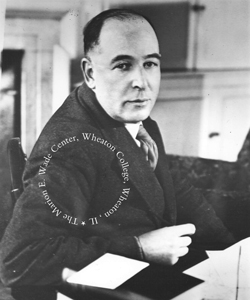 The Marion E. Wade Center, Wheaton College, Wheaton, IL *